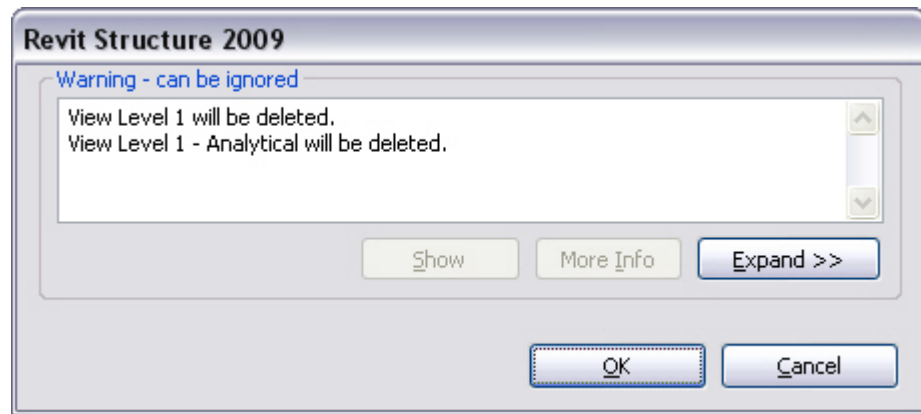 Revit Structure 2009
Warning - can be ignored
View Level 1 will be deleted.
View Level 1 - Analytical will be deleted.
Show
More Info
Expand >>
OK
Cancel